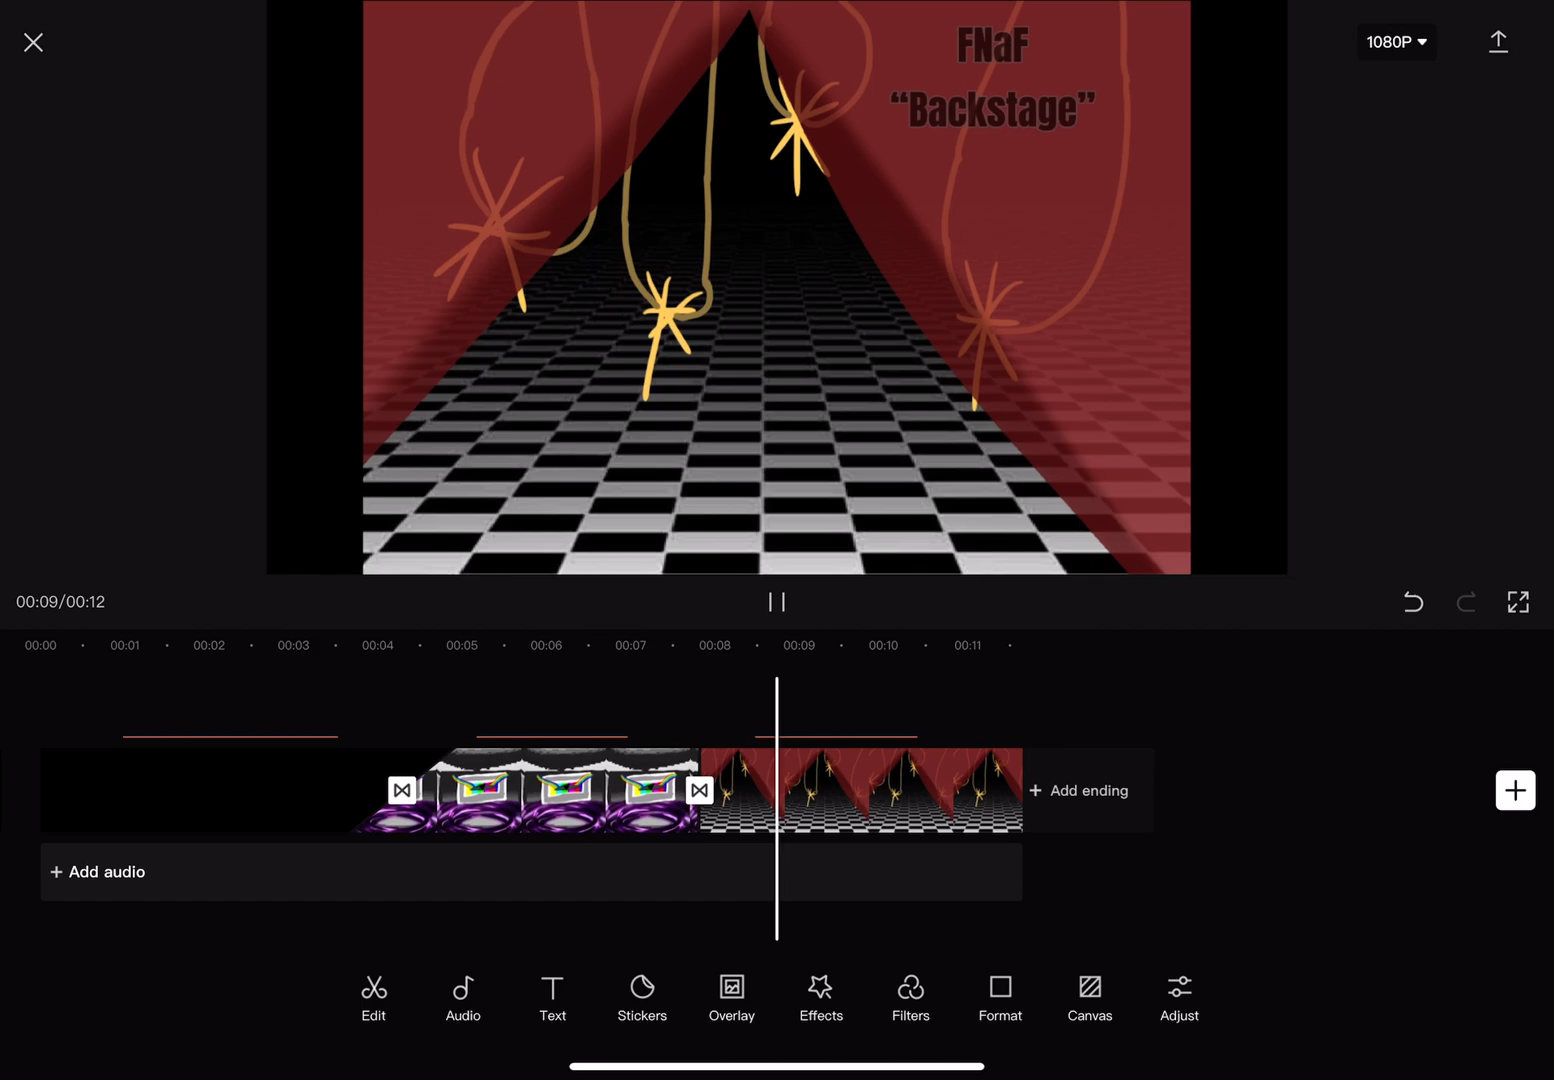 FNaF
“Backstage”
1080P
00:09/00:12
00:00 00:01 00:02 00:03 00:04 00:05 00:06 00:07 00:08 00:09 00:10 00:11
+ Add ending
+ Add audio
Edit Audio Text Stickers Overlay Effects Filters Format Canvas Adjust